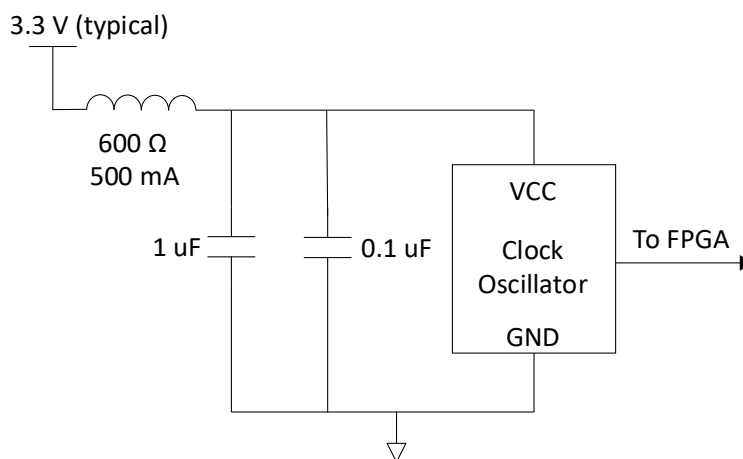 3.3 V (typical)
600 Ω
500 mA
1 uF
0.1 uF
VCC
Clock
Oscillator
GND
To FPGA